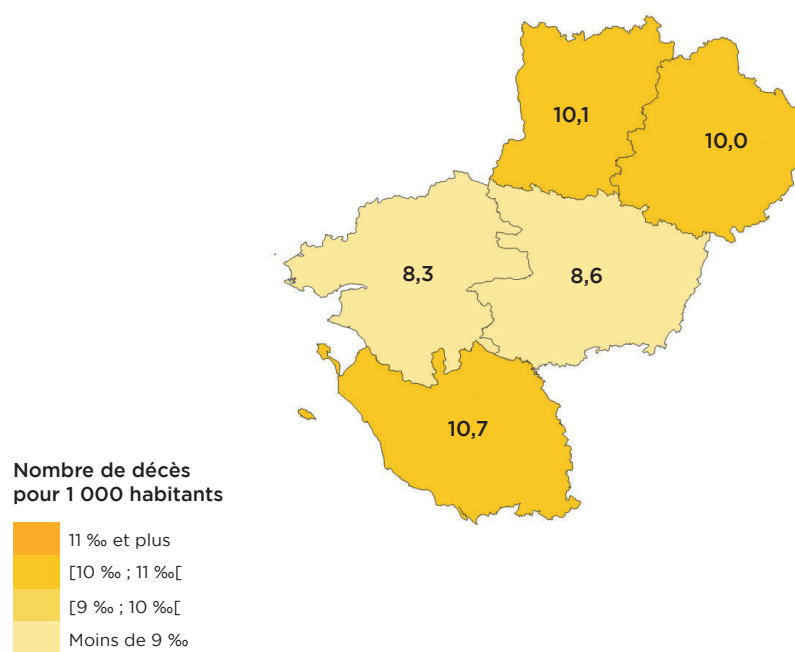 10,1
10,0
8,3
8,6
10,7
Nombre de décès
pour 1 000 habitants
11 ‰ et plus
[10 ‰ ; 11 ‰[
[9 ‰ ; 10 ‰[
Moins de 9 ‰